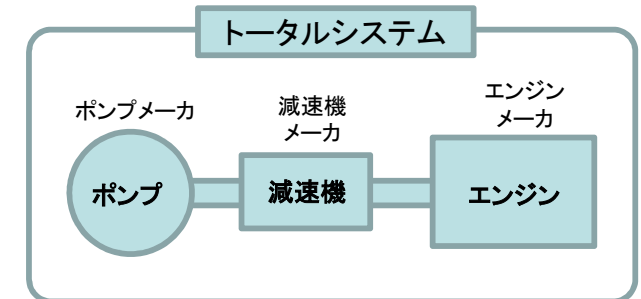 トータルシステム
ポンプメーカ
減速機
メーカ
エンジン
メーカ
ポンプ
減速機
エンジン